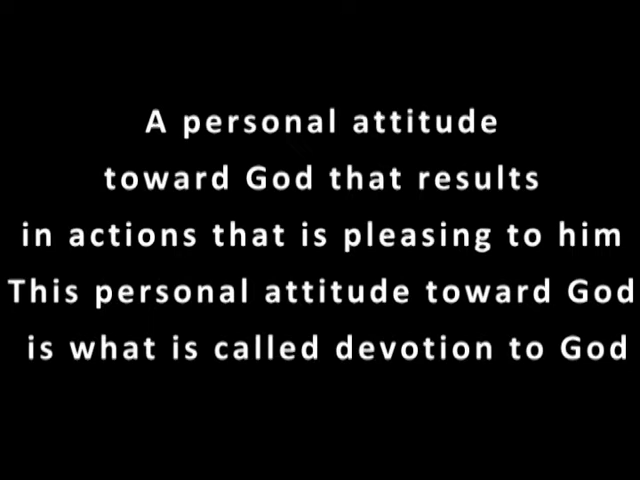 A personal attitude
toward God that results
in actions that is pleasing to him
This personal attitude toward God
is what is called devotion to God